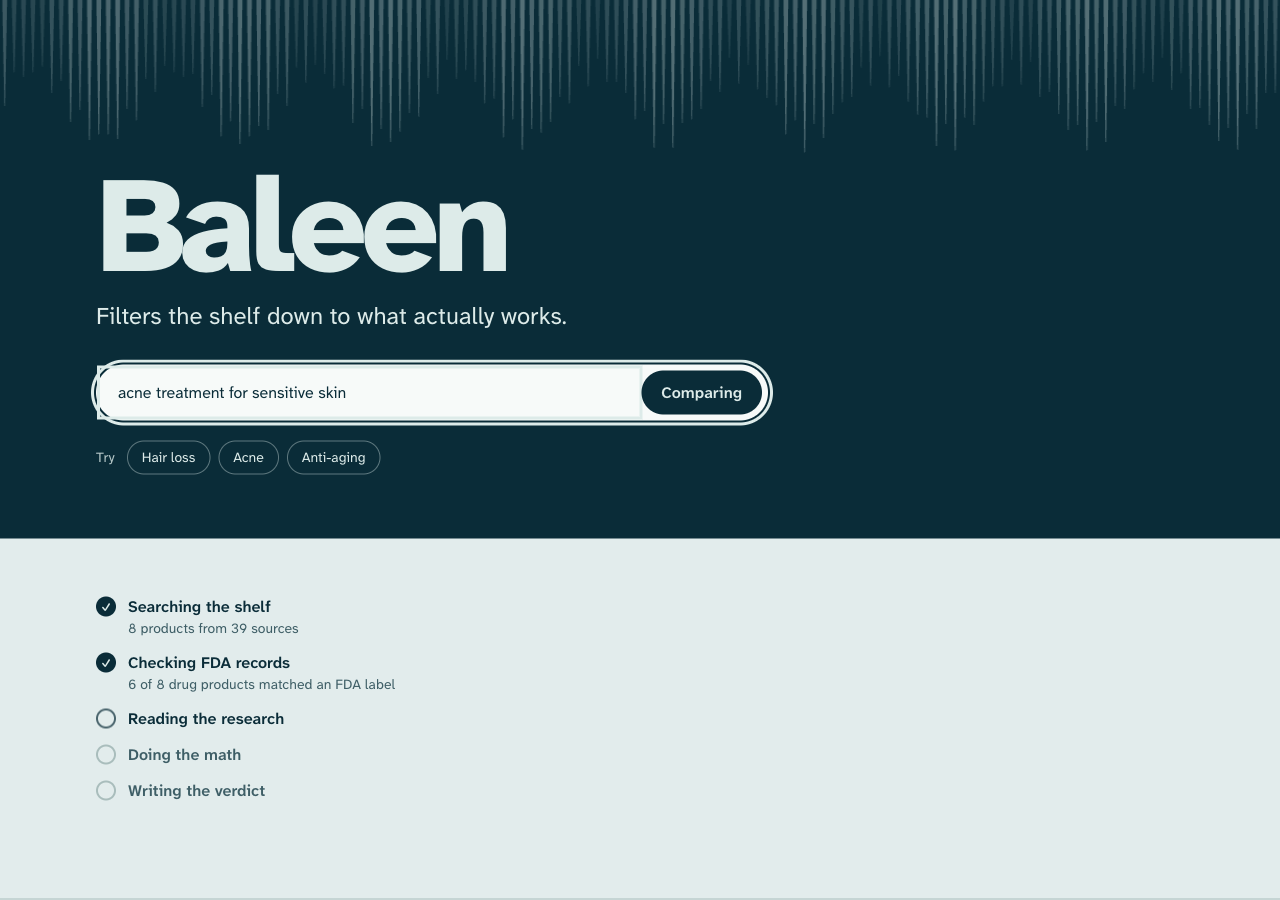 Baleen
Filters the shelf down to what actually works.
acne treatment for sensitive skin
Comparing
Try
Hair loss
Acne
Anti-aging
Searching the shelf
8 products from 39 sources
Checking FDA records
6 of 8 drug products matched an FDA label
Reading the research
Doing the math
Writing the verdict